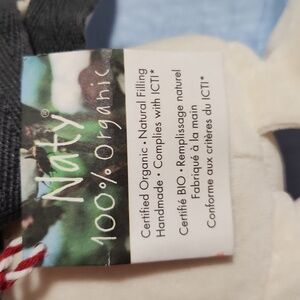 Naty®
100% Organic
Certified Organic • Natural Filling
Handmade • Complies with ICTI*
Certifié BIO • Remplissage naturel
Fabriqué à la main
Conforme aux critères du ICTI*